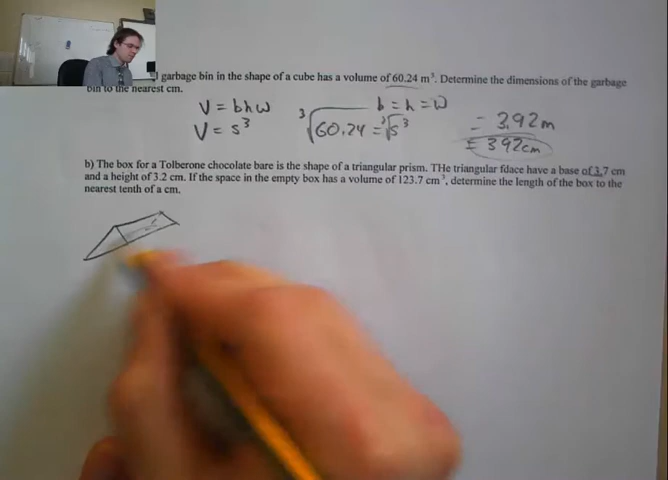 garbage bin in the shape of a cube has a volume of 60.24 m³. Determine the dimensions of the garbage
bin to the nearest cm.
V = bhw
b = h = w
V = s³
³√60.24 = ³√s³
= 3.92m
= 392cm
b) The box for a Tolberone chocolate bare is the shape of a triangular prism. THe triangular fdace have a base of 3.7 cm
and a height of 3.2 cm. If the space in the empty box has a volume of 123.7 cm³, determine the length of the box to the
nearest tenth of a cm.